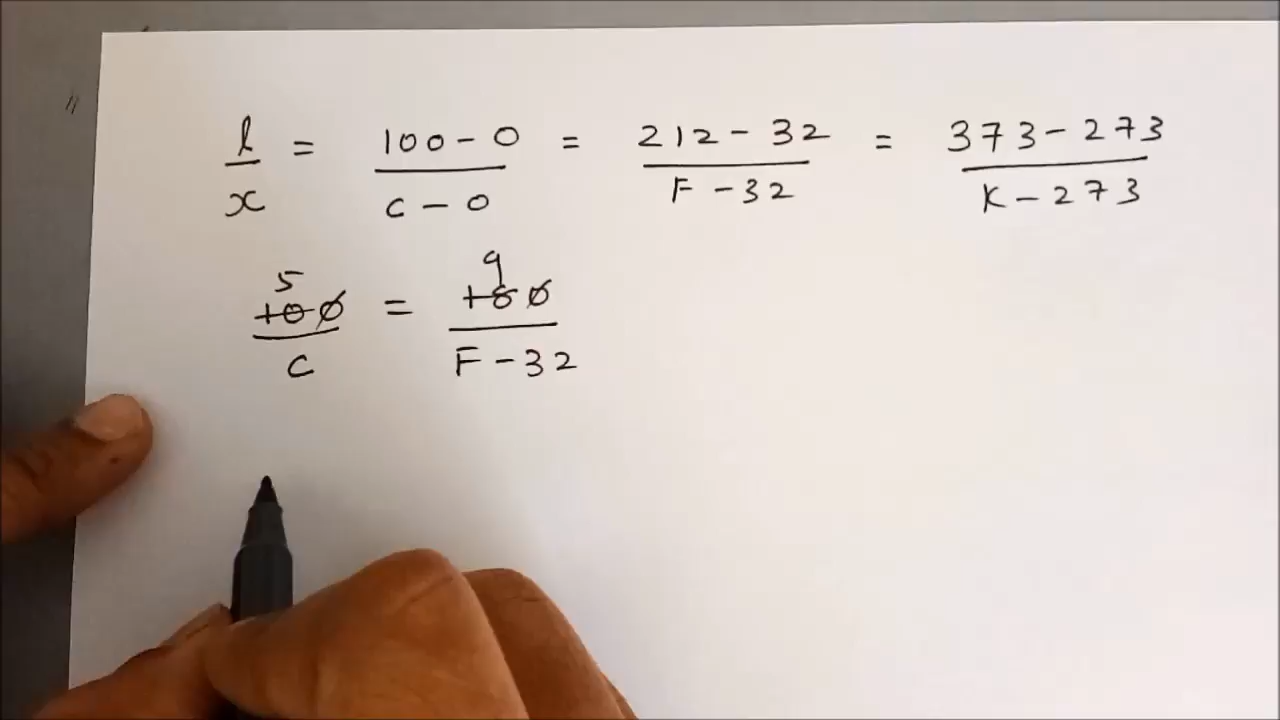 l/x = 100-0/C-0 = 212-32/F-32 = 373-273/K-273
5 9
100/C = 180/F-32